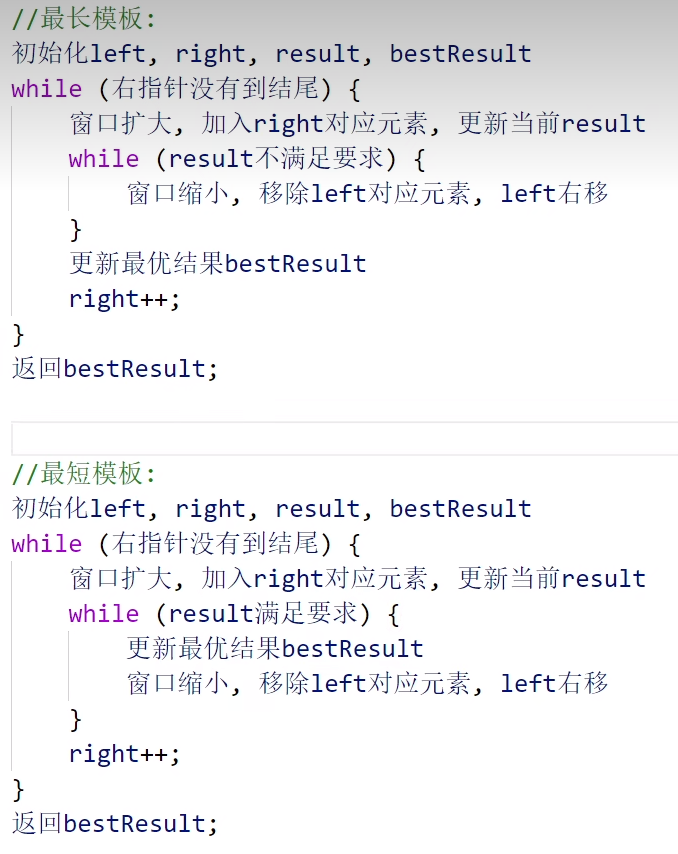 //最长模板:
初始化left, right, result, bestResult
while (右指针没有到结尾) {
窗口扩大, 加入right对应元素, 更新当前result
while (result不满足要求) {
窗口缩小, 移除left对应元素, left右移
}
更新最优结果bestResult
right++;
}
返回bestResult;
//最短模板:
初始化left, right, result, bestResult
while (右指针没有到结尾) {
窗口扩大, 加入right对应元素, 更新当前result
while (result满足要求) {
更新最优结果bestResult
窗口缩小, 移除left对应元素, left右移
}
right++;
}
返回bestResult;